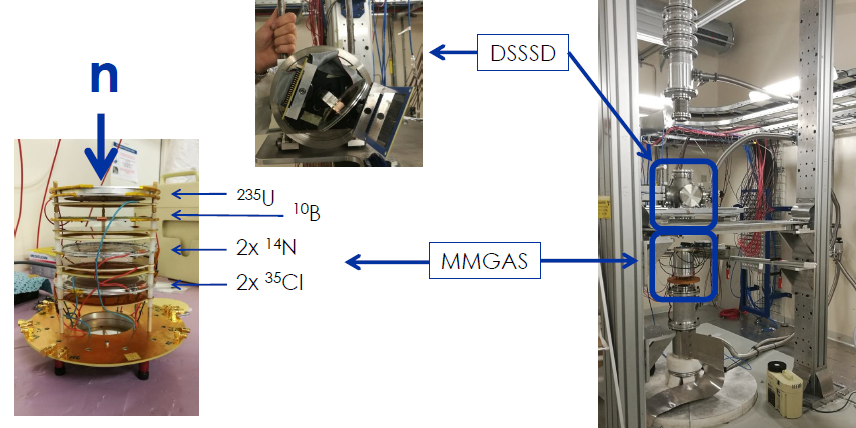 n
DSSSD
²³⁵U
¹⁰B
2x ¹⁴N
2x ³⁵Cl
MMGAS